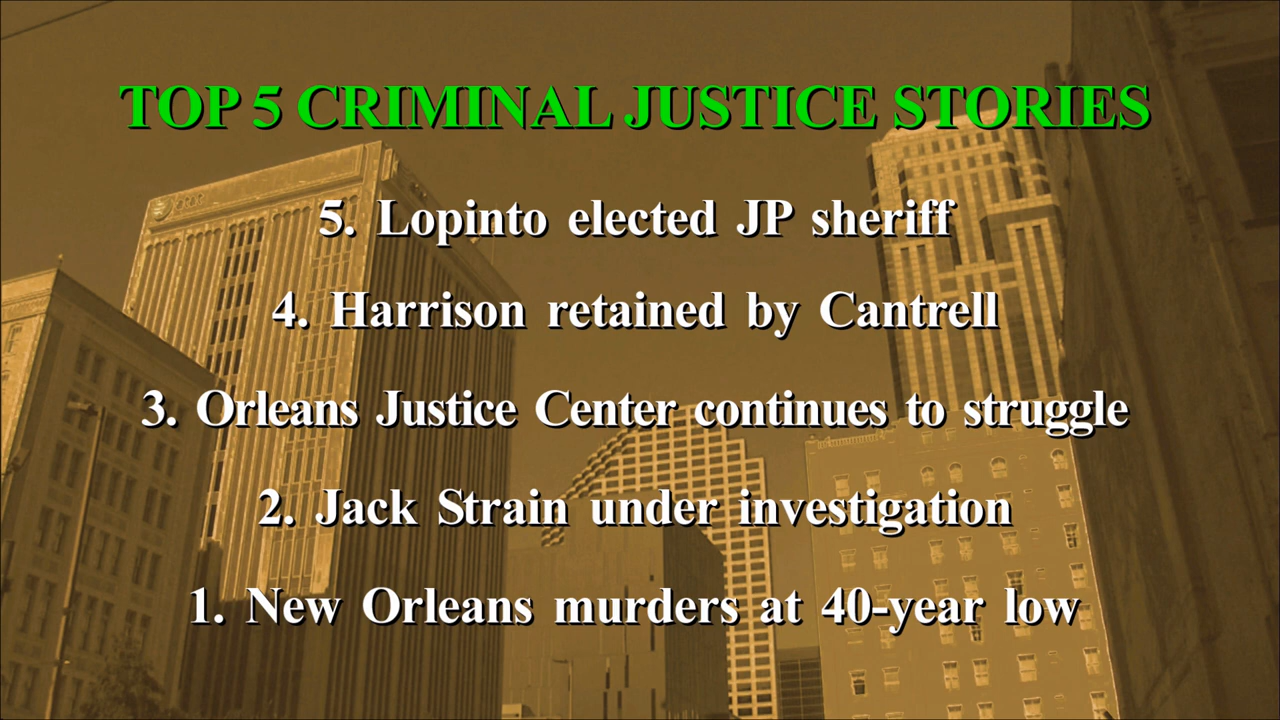 TOP 5 CRIMINAL JUSTICE STORIES
5. Lopinto elected JP sheriff
4. Harrison retained by Cantrell
3. Orleans Justice Center continues to struggle
2. Jack Strain under investigation
1. New Orleans murders at 40-year low